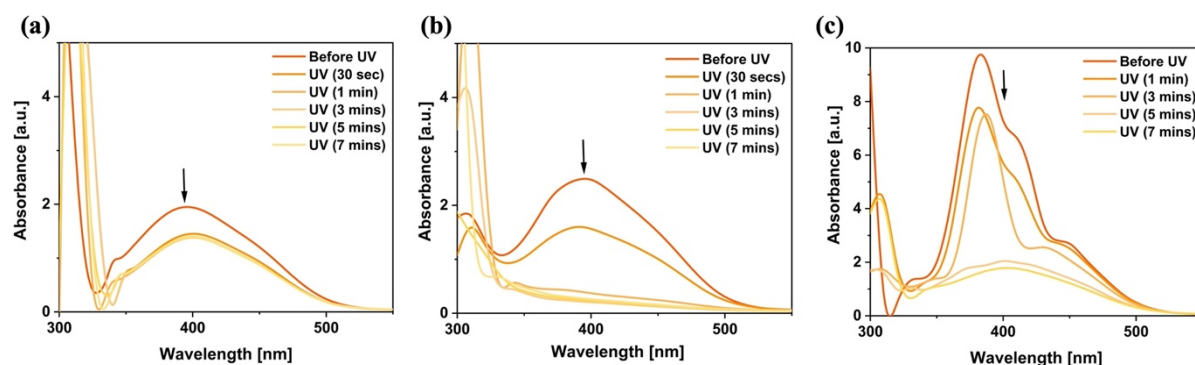 (a)
Absorbance [a.u.]
4
2
0
300
400
500
Wavelength [nm]
Before UV
UV (30 sec)
UV (1 min)
UV (3 mins)
UV (5 mins)
UV (7 mins)
(b)
Absorbance [a.u.]
4
2
0
300
400
500
Wavelength [nm]
Before UV
UV (30 secs)
UV (1 min)
UV (3 mins)
UV (5 mins)
UV (7 mins)
(c)
Absorbance [a.u.]
10
8
6
4
2
0
300
400
500
Wavelength [nm]
Before UV
UV (1 min)
UV (3 mins)
UV (5 mins)
UV (7 mins)